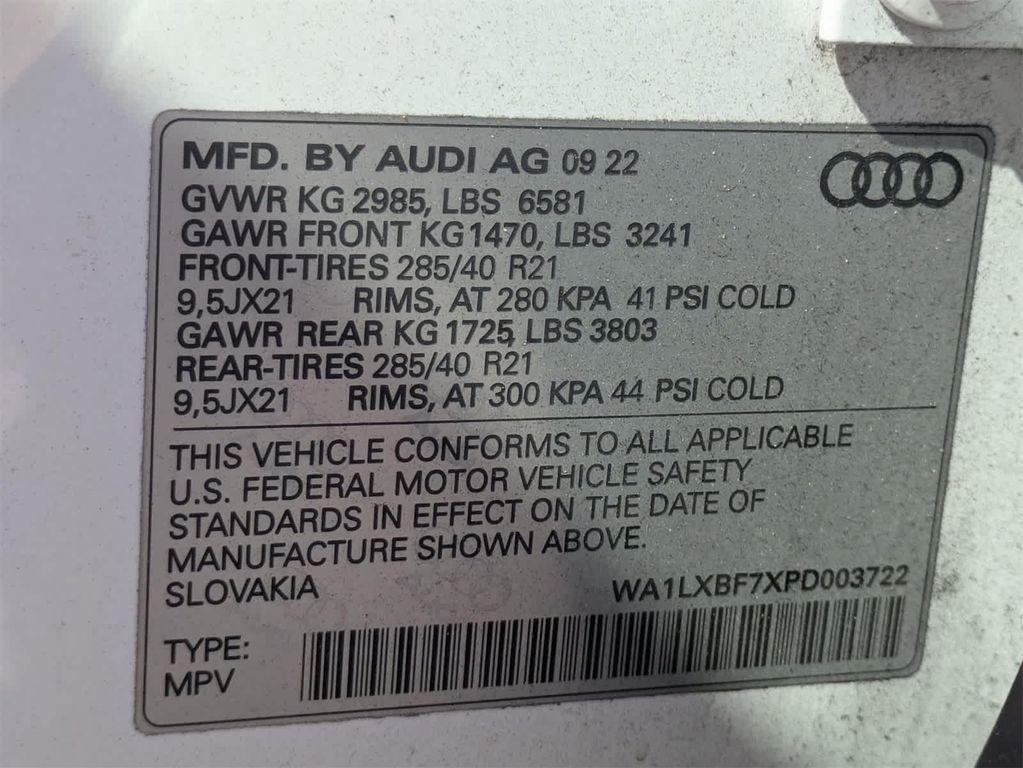 MFD. BY AUDI AG 09 22
GVWR KG 2985, LBS 6581
GAWR FRONT KG 1470, LBS 3241
FRONT-TIRES 285/40 R21
9,5JX21 RIMS, AT 280 KPA 41 PSI COLD
GAWR REAR KG 1725, LBS 3803
REAR-TIRES 285/40 R21
9,5JX21 RIMS, AT 300 KPA 44 PSI COLD
THIS VEHICLE CONFORMS TO ALL APPLICABLE
U.S. FEDERAL MOTOR VEHICLE SAFETY
STANDARDS IN EFFECT ON THE DATE OF
MANUFACTURE SHOWN ABOVE.
SLOVAKIA WA1LXBF7XPD003722
TYPE:
MPV